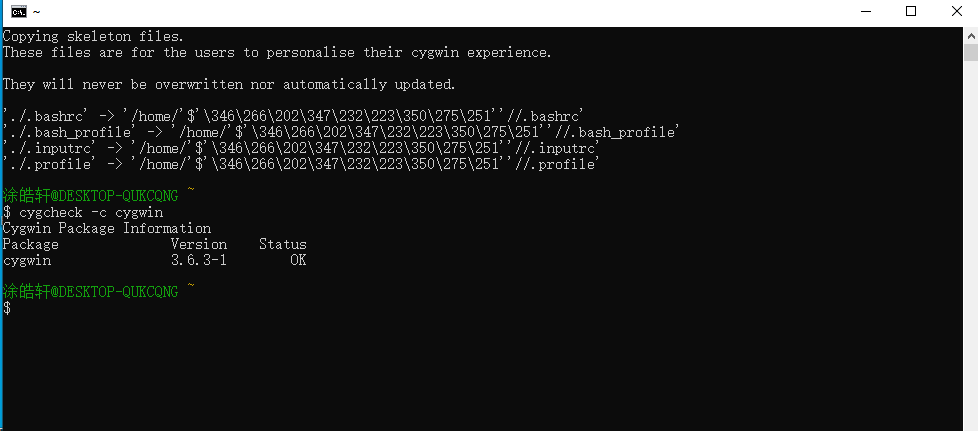 ~
Copying skeleton files.
These files are for the users to personalise their cygwin experience.
They will never be overwritten nor automatically updated.
'./.bashrc' -> '/home/'$'\346\266\202\347\232\223\350\275\251''//.bashrc'
'./.bash_profile' -> '/home/'$'\346\266\202\347\232\223\350\275\251''//.bash_profile'
'./.inputrc' -> '/home/'$'\346\266\202\347\232\223\350\275\251''//.inputrc'
'./.profile' -> '/home/'$'\346\266\202\347\232\223\350\275\251''//.profile'
涂皓轩@DESKTOP-QUKCQNG ~
$ cygcheck -c cygwin
Cygwin Package Information
Package Version Status
cygwin 3.6.3-1 OK
涂皓轩@DESKTOP-QUKCQNG ~
$